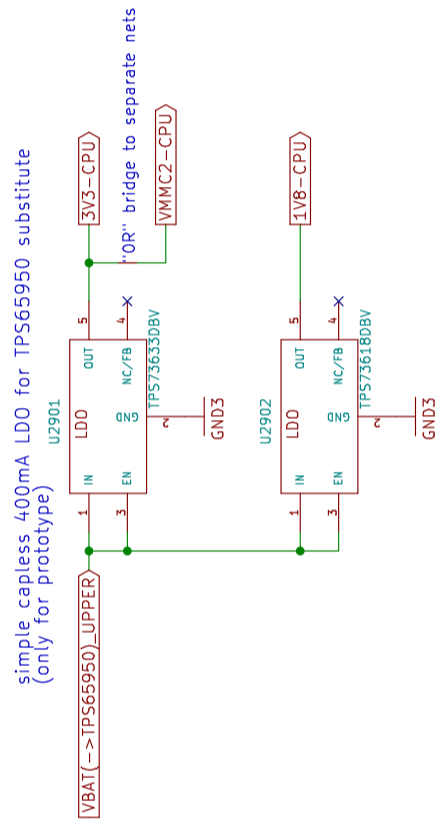 simple capless 400mA LDO for TPS65950 substitute
(only for prototype)
VBAT(->TPS65950)_UPPER
U2901
LDO
IN
1
EN
3
OUT
5
NC/FB
4
GND
2
TPS73633DBV
GND3
3V3-CPU
"0R" bridge to separate nets
VMMC2-CPU
U2902
LDO
IN
1
EN
3
OUT
5
NC/FB
4
GND
2
TPS73618DBV
GND3
1V8-CPU